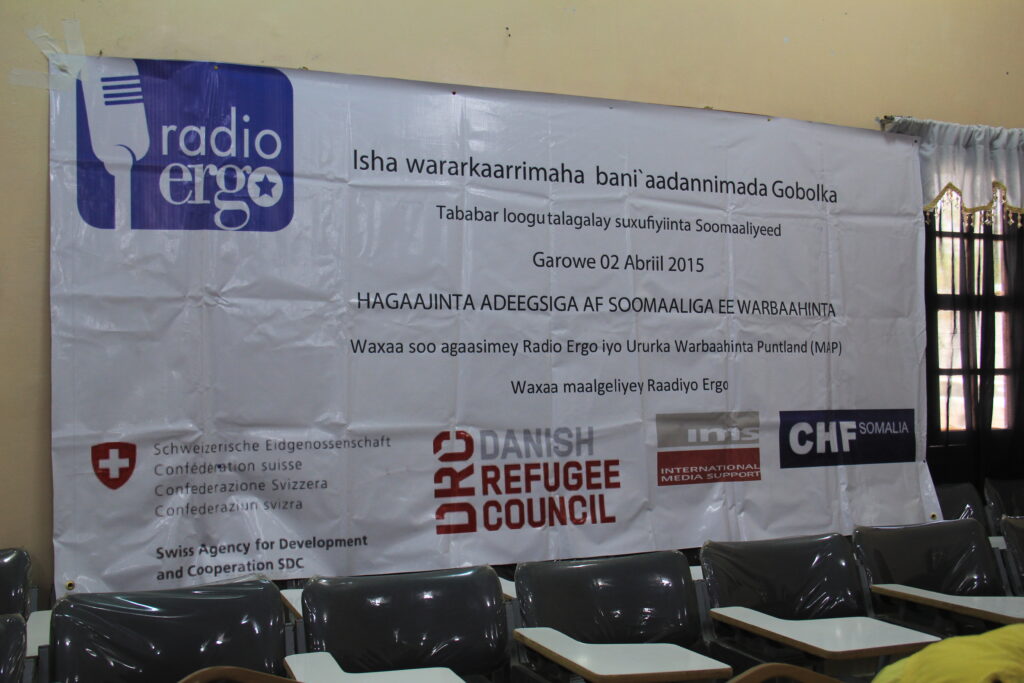 radio
ergo
Isha wararkaarrimaha bani`aadannimada Gobolka
Tababar loogu talagalay suxufiyiinta Soomaaliyeed
Garowe 02 Abriil 2015
HAGAAJINTA ADEEGSIGA AF SOOMAALIGA EE WARBAAHINTA
Waxaa soo agaasimey Radio Ergo iyo Ururka Warbaahinta Puntland (MAP)
Waxaa maalgeliyey Raadiyo Ergo
Schweizerische Eidgenossenschaft
Confédération suisse
Confederazione Svizzera
Confederaziun svizra
Swiss Agency for Development
and Cooperation SDC
DRC
DANISH
REFUGEE
COUNCIL
ims
INTERNATIONAL
MEDIA SUPPORT
CHF SOMALIA